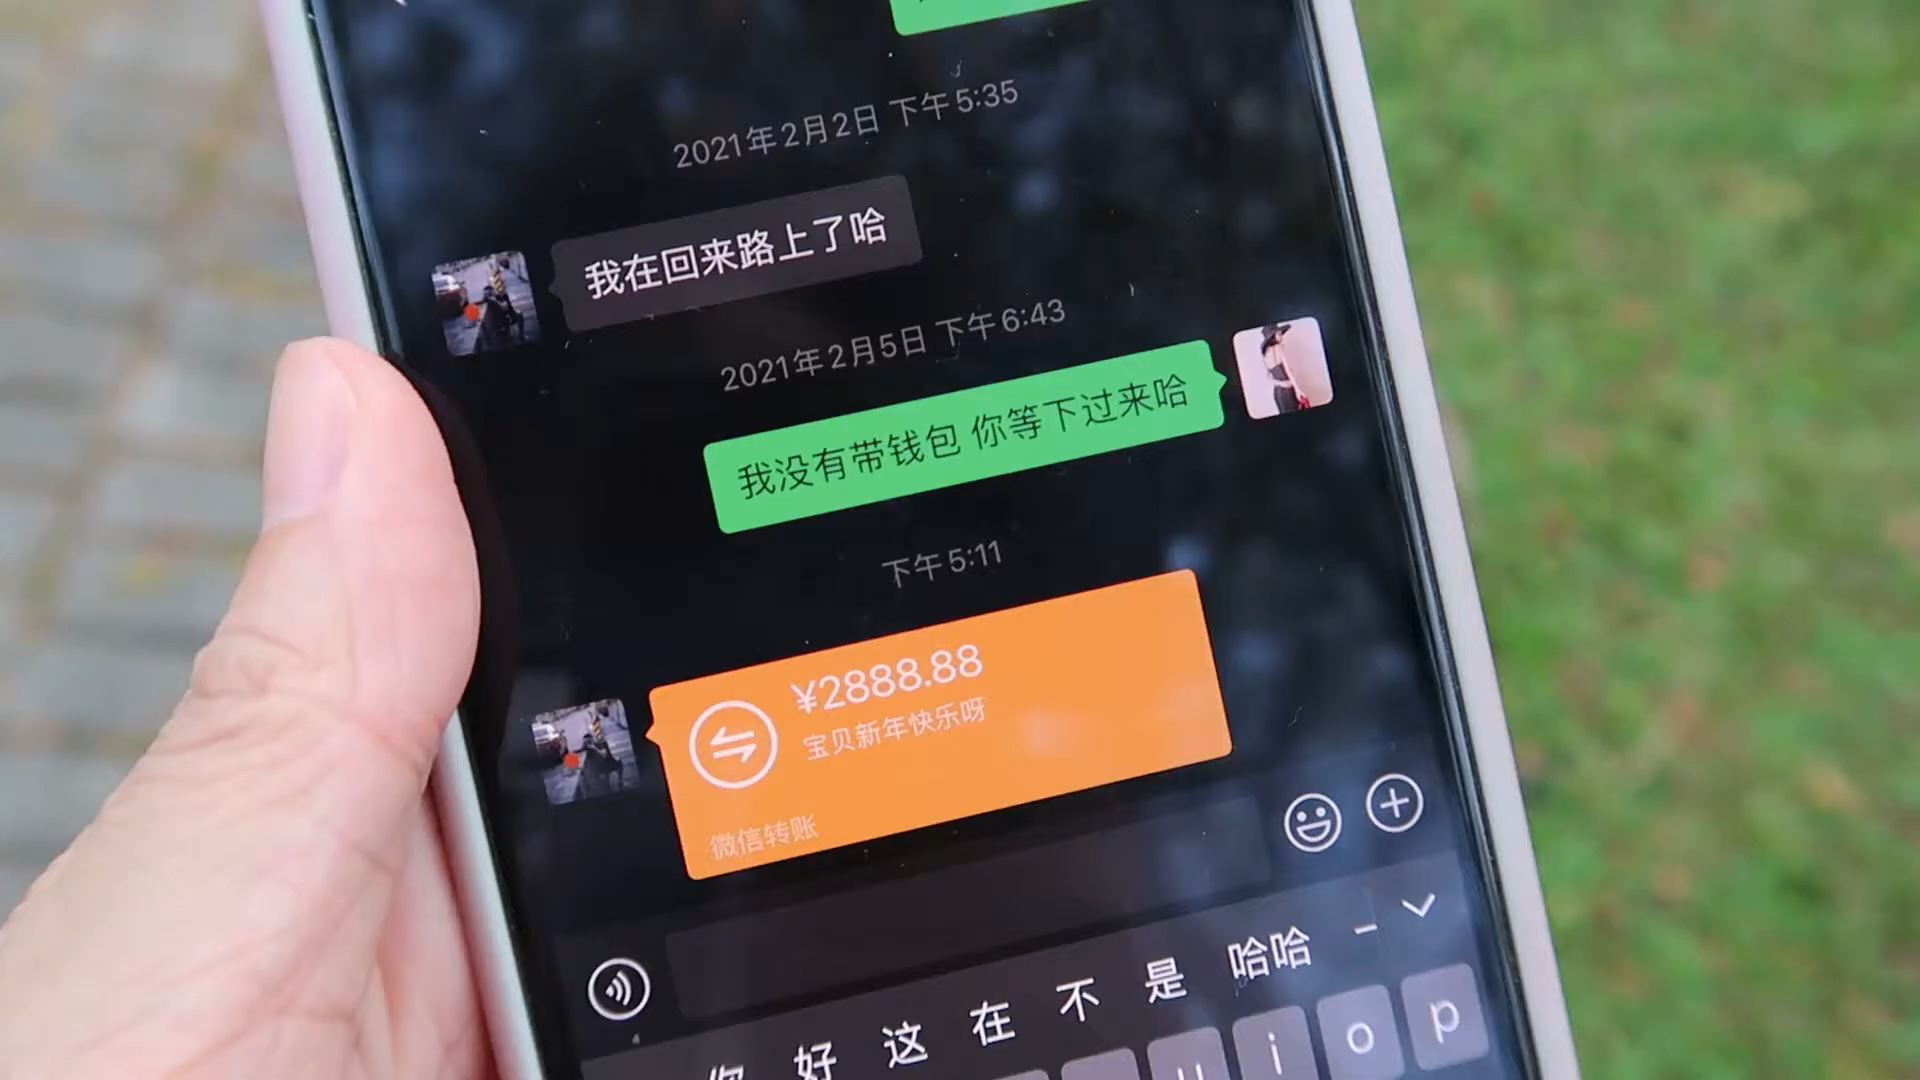 2021年2月2日 下午5:35
我在回来路上了哈
2021年2月5日 下午6:43
我没有带钱包 你等下过来哈
下午5:11
¥2888.88
宝贝新年快乐呀
微信转账
你 好 这 在 不 是 哈哈 一
u i o p